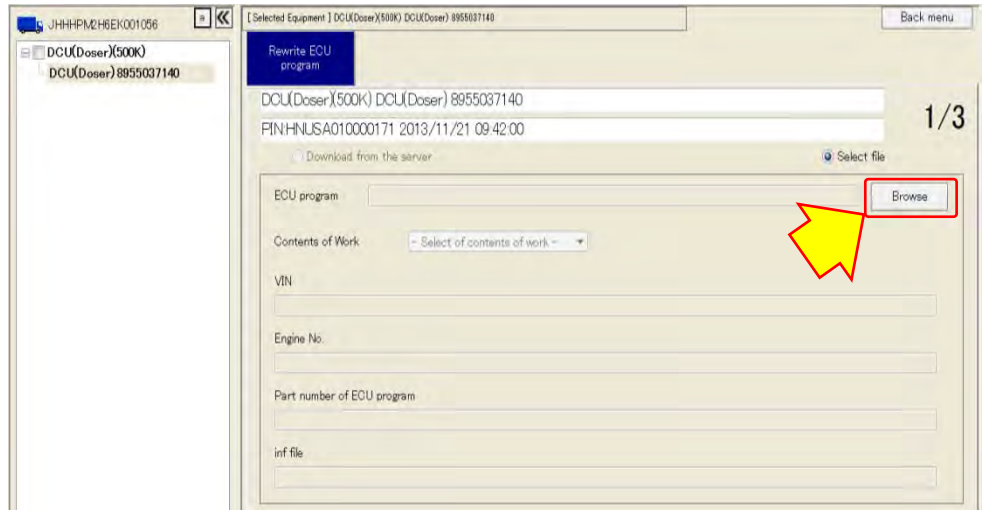 JHHHPM2H6EK001056
DCU(Doser)(500K)
DCU(Doser) 8955037140
[ Selected Equipment ] DCU(Doser)(500K) DCU(Doser) 8955037140
Back menu
Rewrite ECU
program
DCU(Doser)(500K) DCU(Doser) 8955037140
PIN:HNUSA010000171 2013/11/21 09:42:00
1/3
Download from the server
Select file
ECU program
Browse
Contents of Work
- Select of contents of work -
VIN
Engine No.
Part number of ECU program
inf file